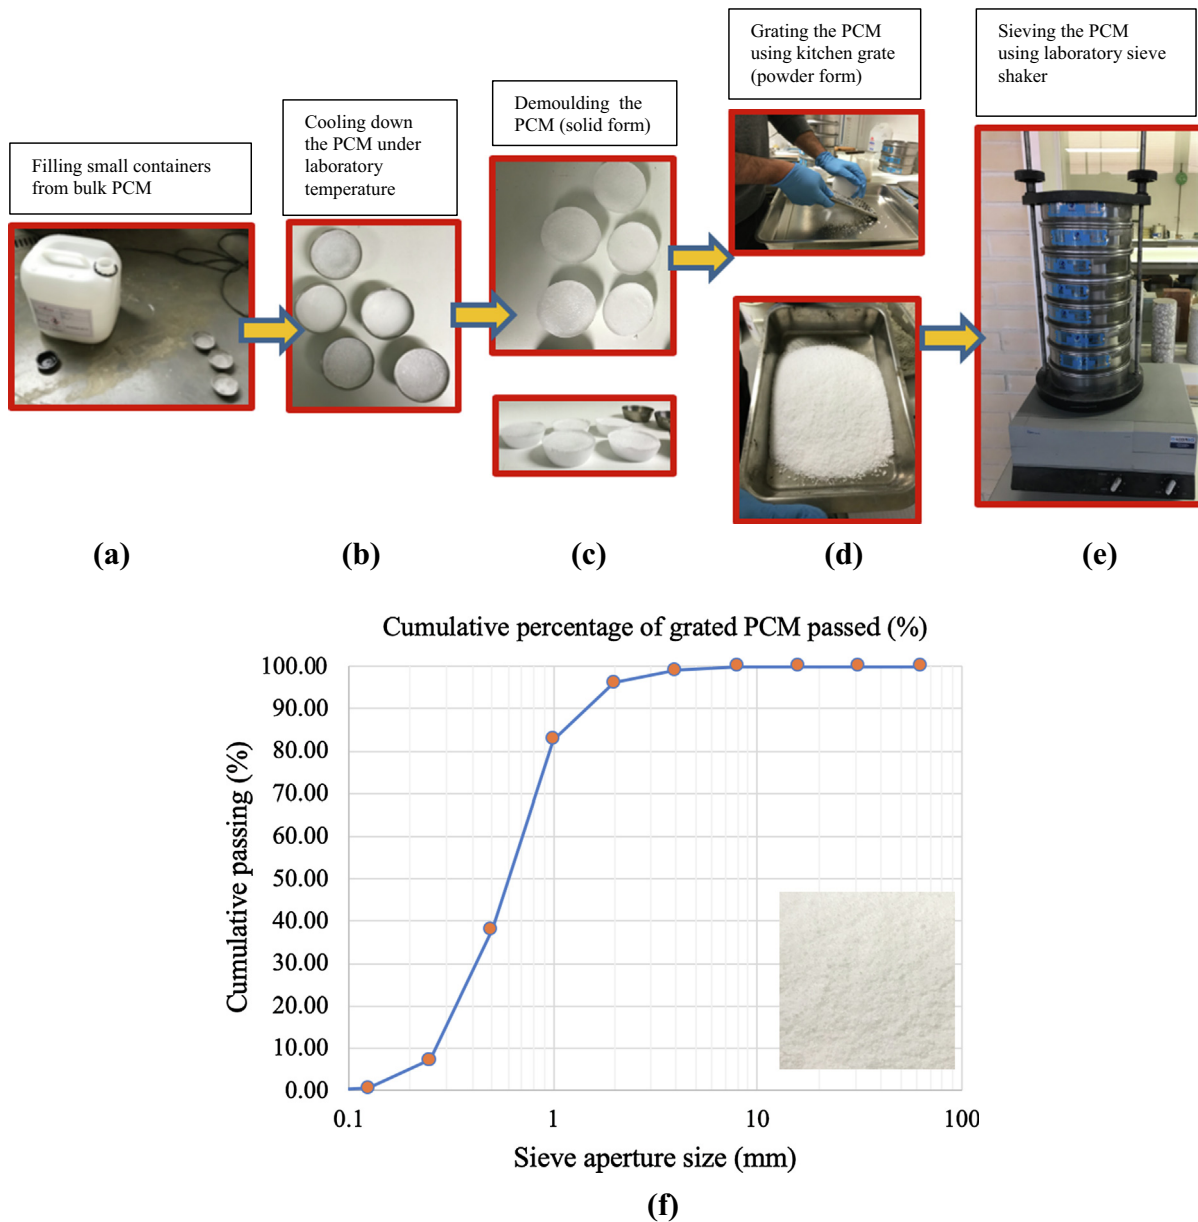 Filling small containers
from bulk PCM
Cooling down
the PCM under
laboratory
temperature
Demoulding the
PCM (solid form)
Grating the PCM
using kitchen grate
(powder form)
Sieving the PCM
using laboratory sieve
shaker
(a)
(b)
(c)
(d)
(e)
Cumulative percentage of grated PCM passed (%)
Cumulative passing (%)
100.00
90.00
80.00
70.00
60.00
50.00
40.00
30.00
20.00
10.00
0.00
0.1
1
10
100
Sieve aperture size (mm)
(f)